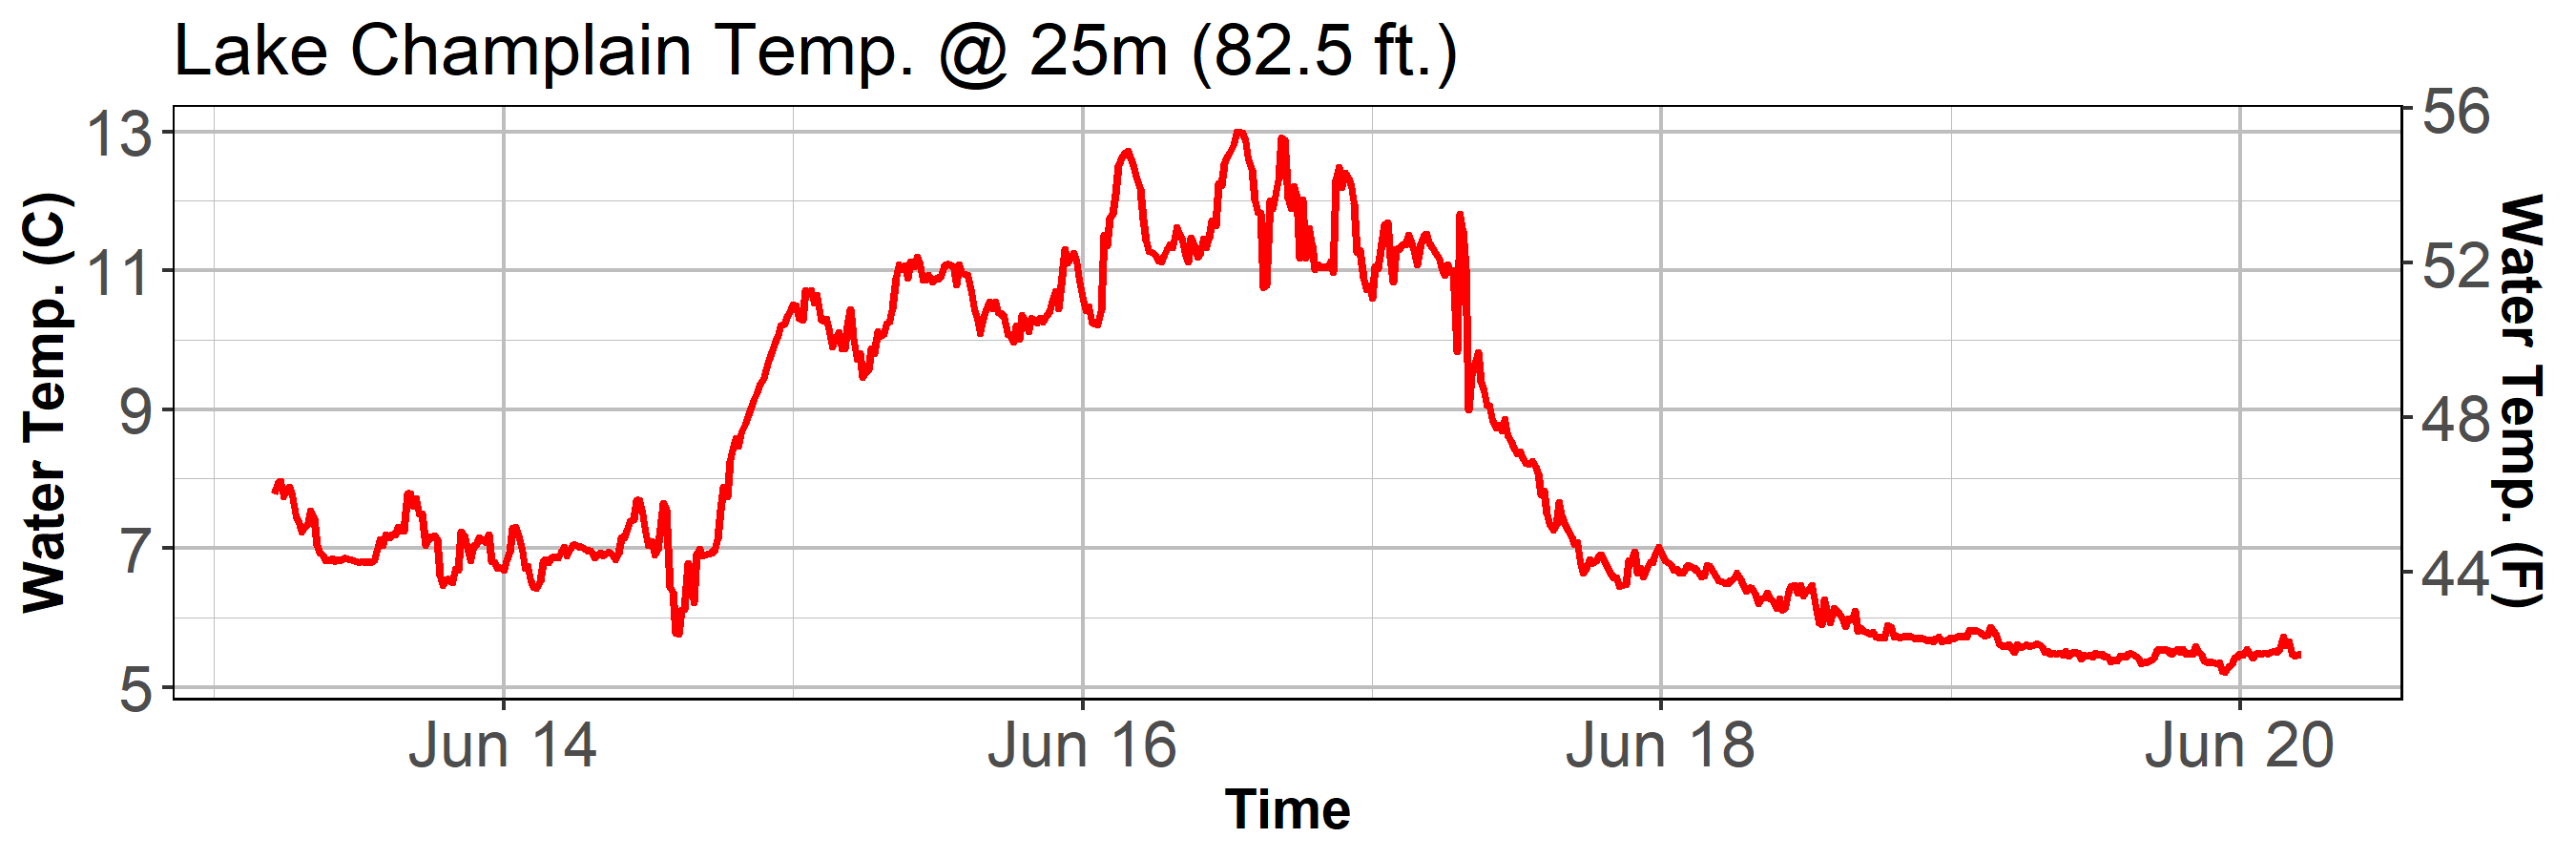 Lake Champlain Temp. @ 25m (82.5 ft.)
Water Temp. (C)
13
11
9
7
5
56
52
48
44
Water Temp. (F)
Jun 14 Jun 16 Jun 18 Jun 20
Time